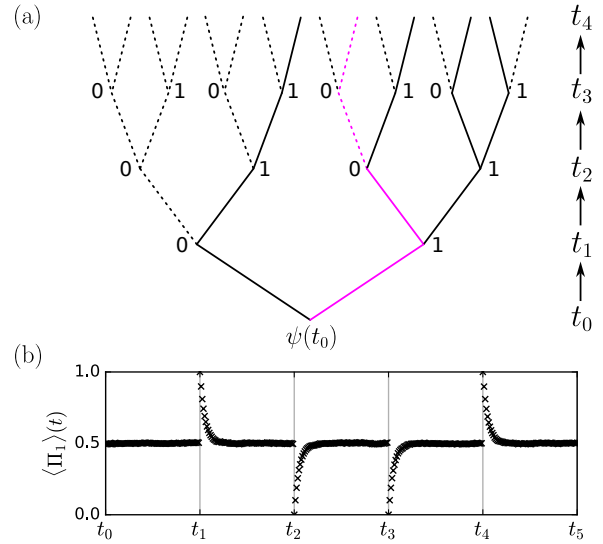 (a)
t₄
0 1 0 1 0 1 0 1 t₃
0 1 0 1 t₂
0 1 t₁
t₀
ψ(t₀)
(b)
⟨Π₁⟩(t)
1.0
0.5
0.0
t₀ t₁ t₂ t₃ t₄ t₅